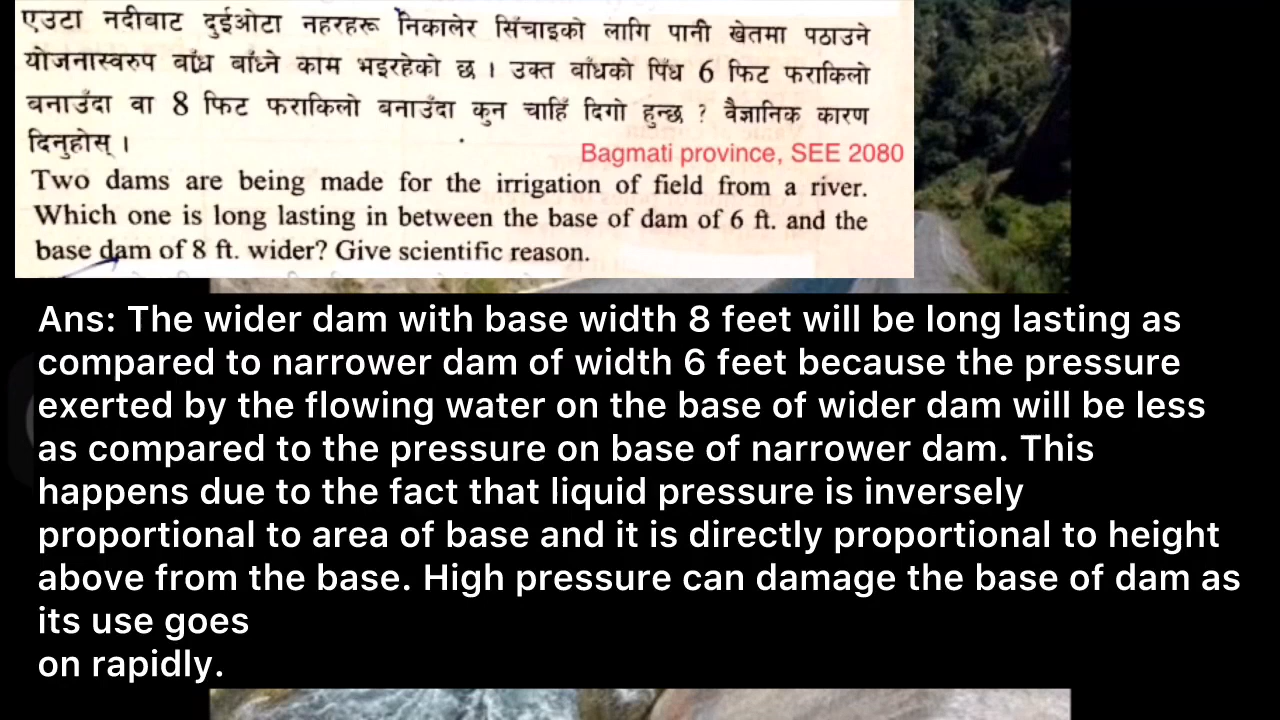 एउटा नदीबाट दुईओटा नहरहरू निकालेर सिँचाइको लागि पानी खेतमा पठाउने
योजनास्वरुप बाँध बाँध्ने काम भइरहेको छ । उक्त बाँधको पिँध 6 फिट फराकिलो
बनाउँदा वा 8 फिट फराकिलो बनाउँदा कुन चाहिँ दिगो हुन्छ ? वैज्ञानिक कारण
दिनुहोस् ।
Bagmati province, SEE 2080
Two dams are being made for the irrigation of field from a river.
Which one is long lasting in between the base of dam of 6 ft. and the
base dam of 8 ft. wider? Give scientific reason.
Ans: The wider dam with base width 8 feet will be long lasting as
compared to narrower dam of width 6 feet because the pressure
exerted by the flowing water on the base of wider dam will be less
as compared to the pressure on base of narrower dam. This
happens due to the fact that liquid pressure is inversely
proportional to area of base and it is directly proportional to height
above from the base. High pressure can damage the base of dam as
its use goes
on rapidly.